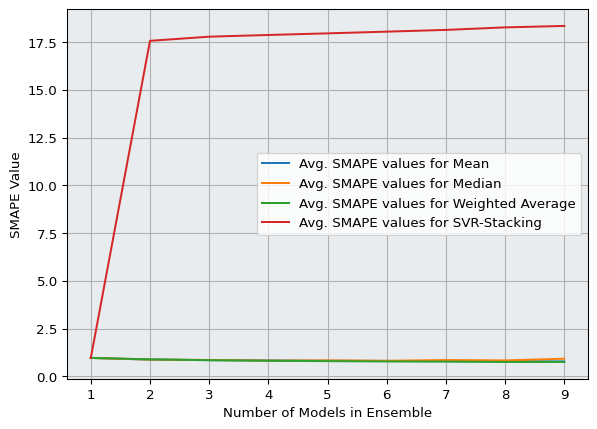 17.5
15.0
12.5
10.0
7.5
5.0
2.5
0.0
SMAPE Value
Avg. SMAPE values for Mean
Avg. SMAPE values for Median
Avg. SMAPE values for Weighted Average
Avg. SMAPE values for SVR-Stacking
1 2 3 4 5 6 7 8 9
Number of Models in Ensemble